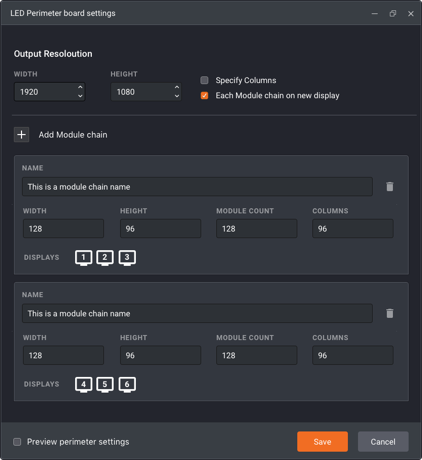 LED Perimeter board settings
Output Resoloution
WIDTH HEIGHT
1920 1080
Specify Columns
Each Module chain on new display
Add Module chain
NAME
This is a module chain name
WIDTH HEIGHT MODULE COUNT COLUMNS
128 96 128 96
DISPLAYS 1 2 3
NAME
This is a module chain name
WIDTH HEIGHT MODULE COUNT COLUMNS
128 96 128 96
DISPLAYS 4 5 6
Preview perimeter settings Save Cancel